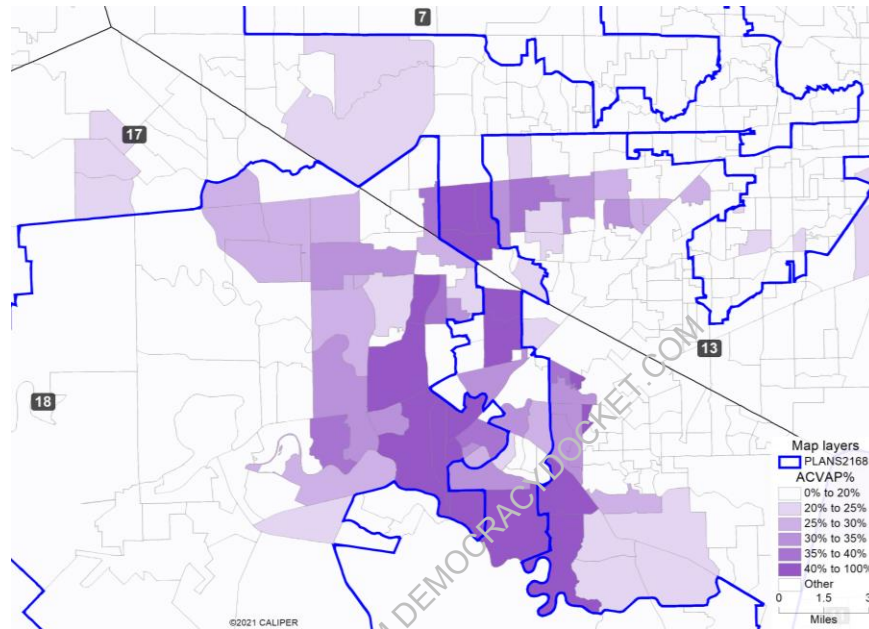 7
17
18
13
Map layers
PLANS2168
ACVAP%
0% to 20%
20% to 25%
25% to 30%
30% to 35%
35% to 40%
40% to 100%
Other
0 1.5 3
Miles
©2021 CALIPER
M DEMOCRACYDOCKET.COM